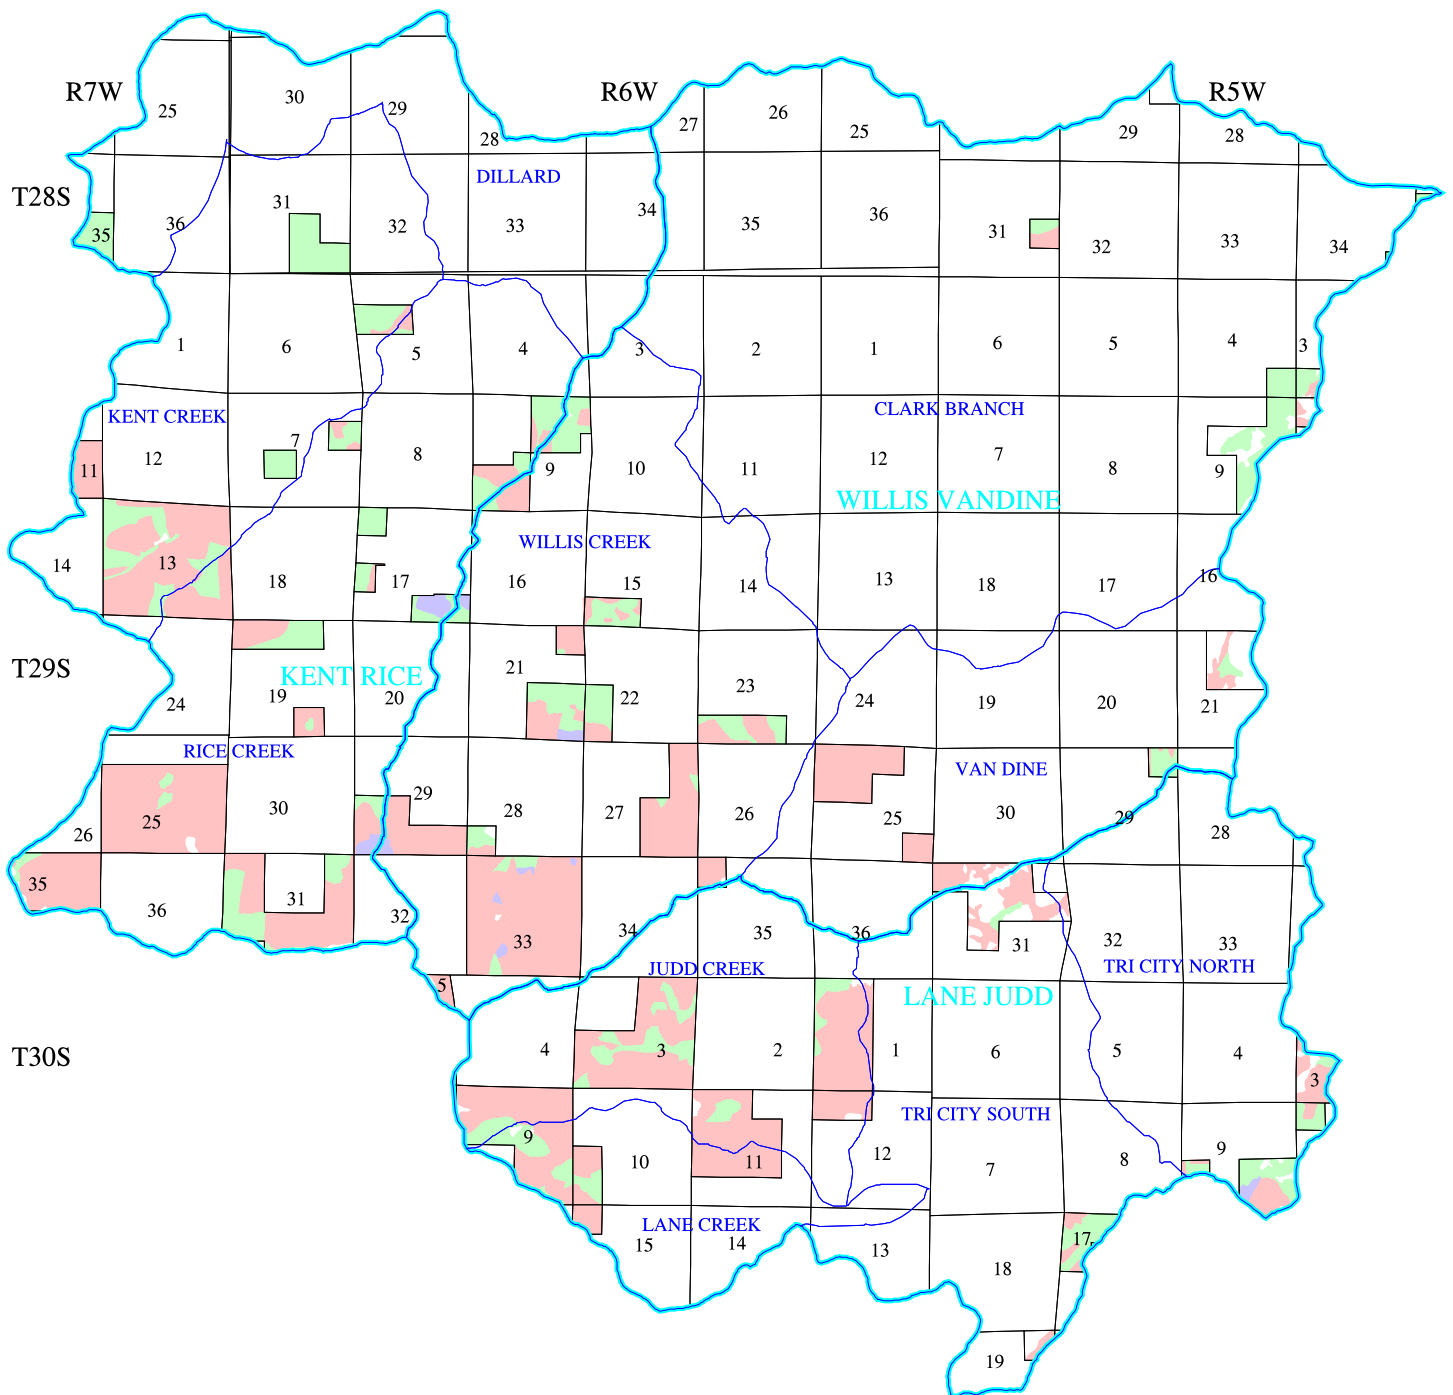 R7W R6W R5W
25 30 29 28 27 26 25 29 28
DILLARD
T28S
35 36 31 32 33 34 35 36 31 32 33 34
1 6 5 4 3 2 1 6 5 4 3
KENT CREEK CLARK BRANCH
11 12 7 8 9 10 11 12 7 8 9
WILLIS VANDINE
WILLIS CREEK
14 13 18 17 16 15 14 13 18 17 16
T29S
KENT RICE
24 19 20 21 22 23 24 19 20 21
RICE CREEK VAN DINE
26 25 30 29 28 27 26 25 30 29 28
35 36 31 32 33 34 35 36 31 32 33
JUDD CREEK TRI CITY NORTH
5 LANE JUDD
T30S
4 3 2 1 6 5 4 3
TRI CITY SOUTH
9 10 11 12 7 8 9
LANE CREEK
15 14 13 18 17
19